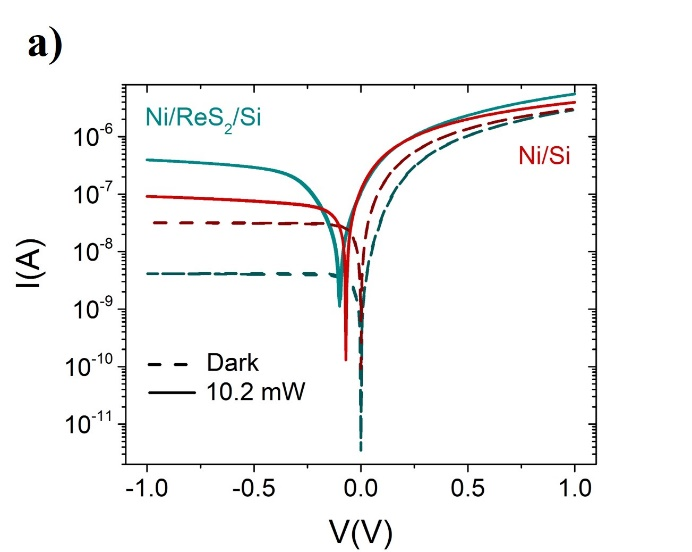 a)
Ni/ReS₂/Si
Ni/Si
I(A)
10⁻⁶
10⁻⁷
10⁻⁸
10⁻⁹
10⁻¹⁰
10⁻¹¹
Dark
10.2 mW
-1.0 -0.5 0.0 0.5 1.0
V(V)